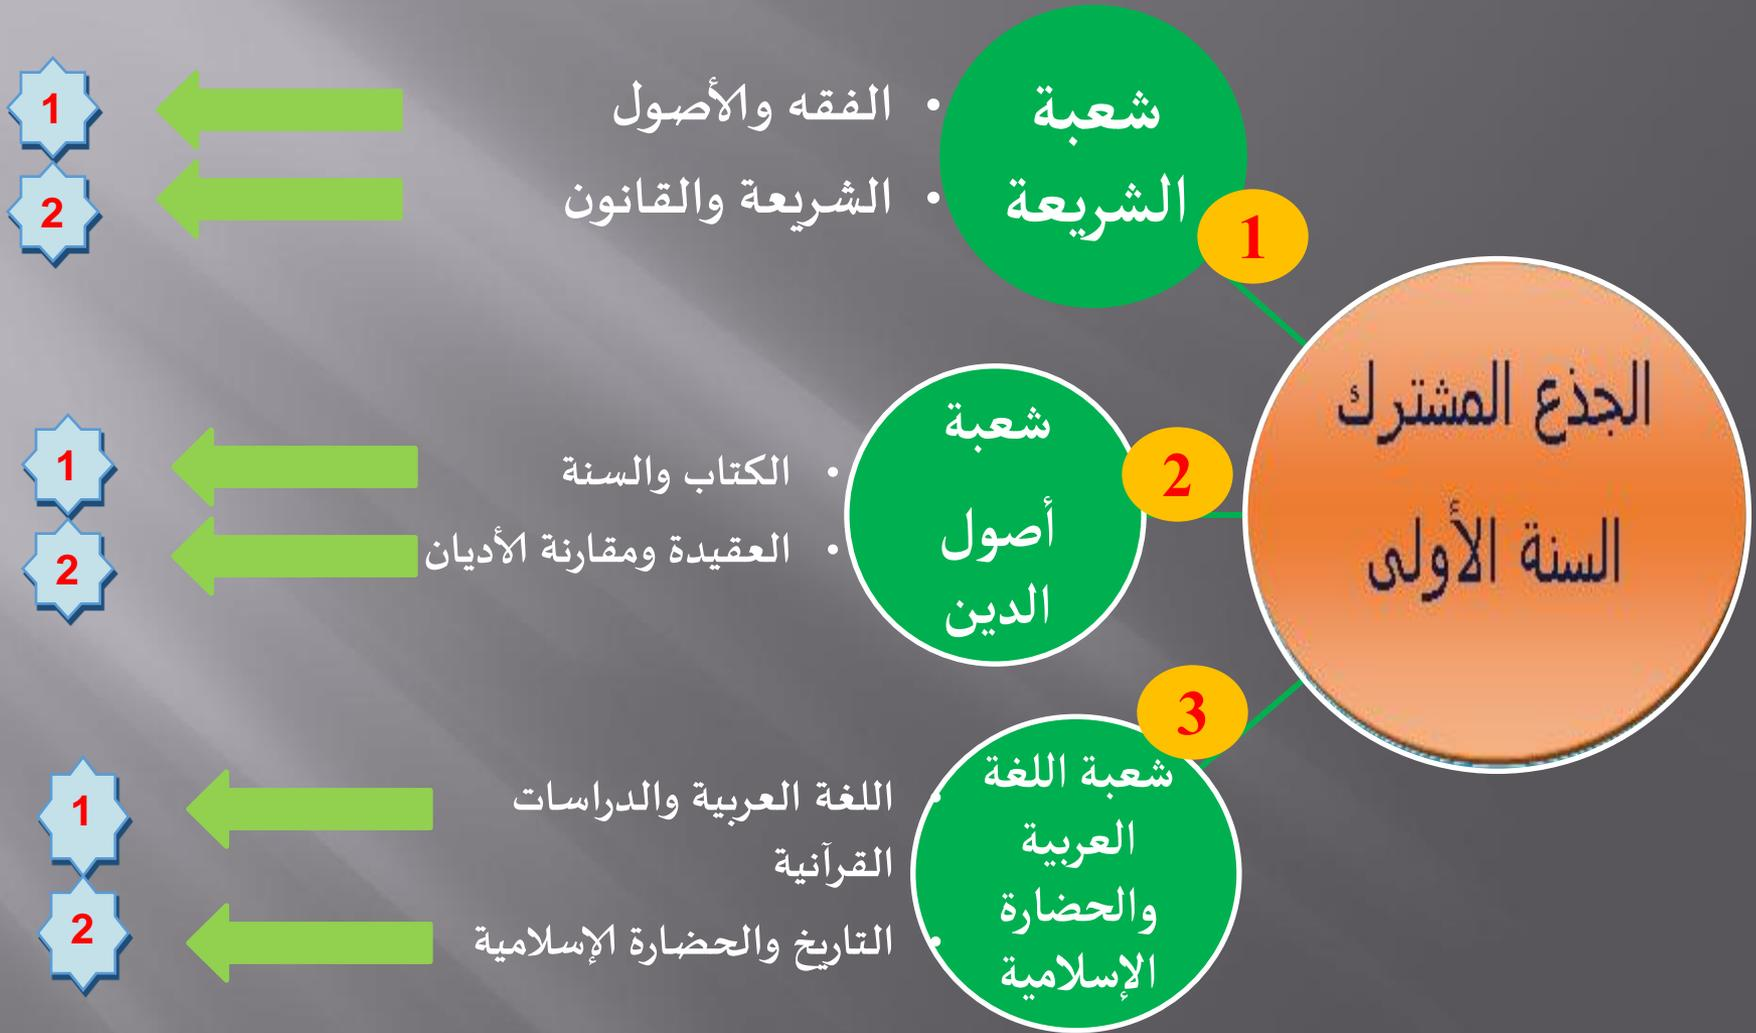 الجذع المشترك
السنة الأولى
1
شعبة
الشريعة
• الفقه والأصول
1
• الشريعة والقانون
2
2
شعبة
أصول
الدين
• الكتاب والسنة
1
• العقيدة ومقارنة الأديان
2
3
شعبة اللغة
العربية
والحضارة
الإسلامية
• اللغة العربية والدراسات
القرآنية
1
• التاريخ والحضارة الإسلامية
2